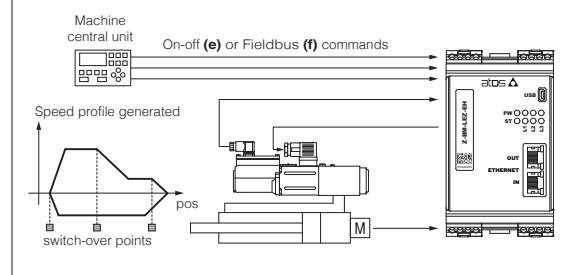 Machine
central unit
On-off (e) or Fieldbus (f) commands
atos
USB
PW
ST
L1 L2 L3
Z-BM-LEZ-EH
OUT
ETHERNET
IN
Speed profile generated
pos
switch-over points
M